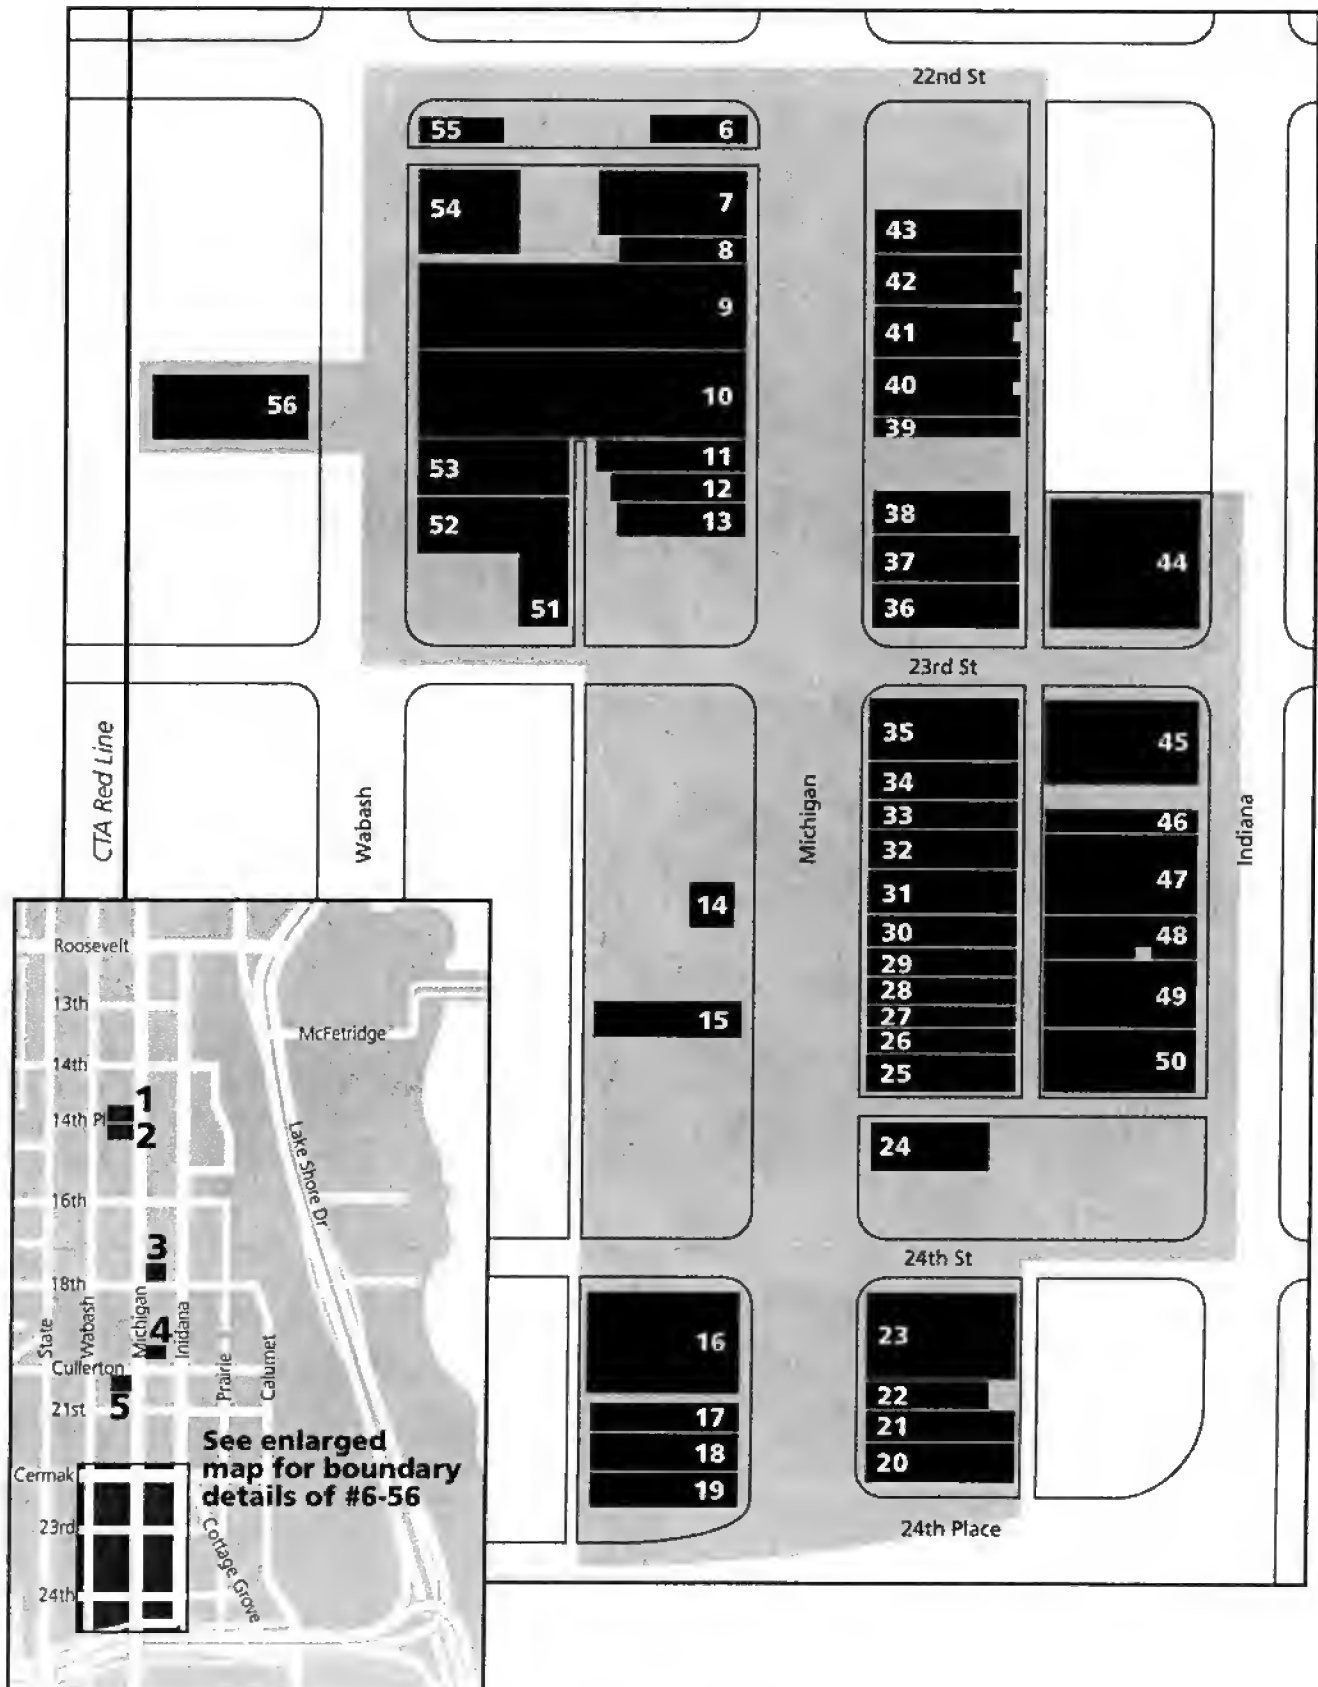 22nd St
55
6
54
7
8
9
10
56
53
11
12
52
13
51
43
42
41
40
39
38
37
36
44
23rd St
CTA Red Line
Wabash
Michigan
Indiana
35
34
33
32
31
30
29
28
27
26
25
45
46
47
48
49
50
14
15
24
24th St
16
17
18
19
23
22
21
20
24th Place
Roosevelt
13th
McFetridge
14th
1
14th Pl
2
Lake Shore Dr
16th
3
18th
State
Wabash
Michigan
Inidana
4
Prairie
Calumet
Cullerton
5
21st
See enlarged
map for boundary
details of #6-56
Cermak
23rd
Cottage Grove
24th